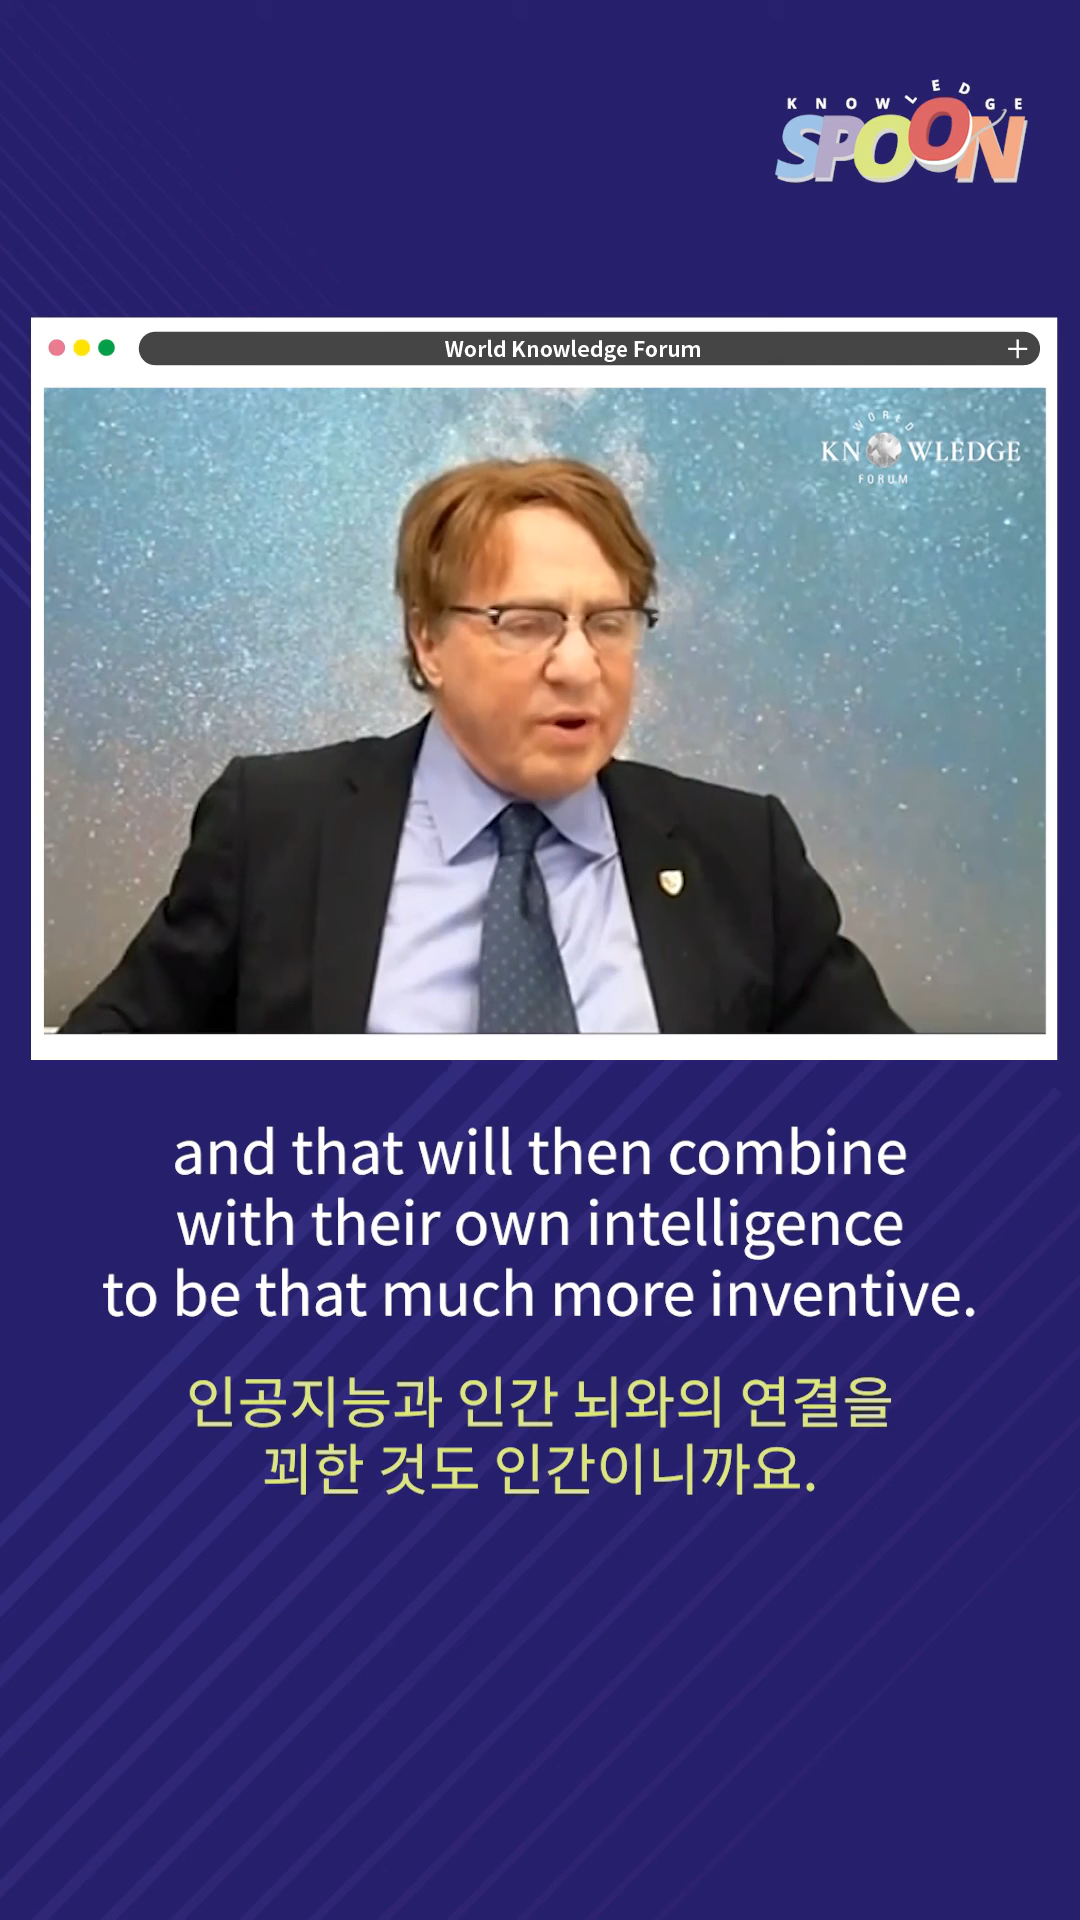 KNOWLEDGE
SPOON
World Knowledge Forum
WORLD
KNOWLEDGE
FORUM
and that will then combine
with their own intelligence
to be that much more inventive.
인공지능과 인간 뇌와의 연결을
꾀한 것도 인간이니까요.